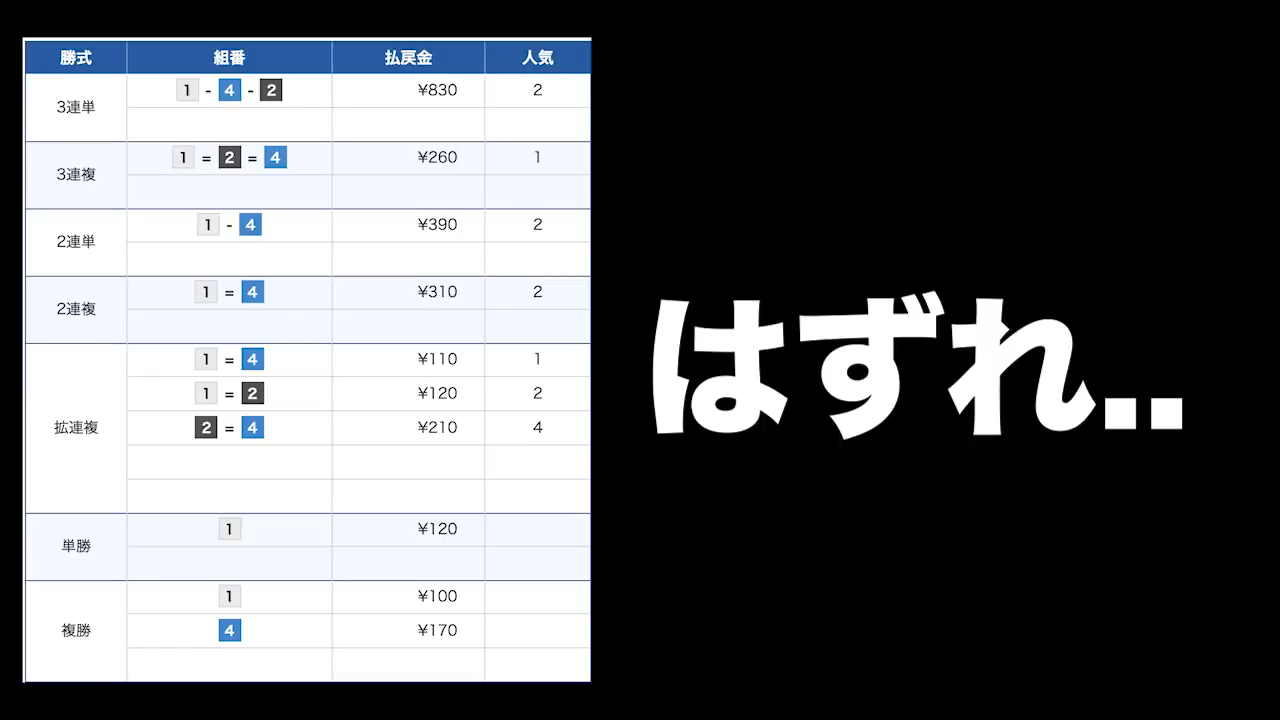 勝式 組番 払戻金 人気
3連単 1 - 4 - 2 ¥830 2
3連複 1 = 2 = 4 ¥260 1
2連単 1 - 4 ¥390 2
2連複 1 = 4 ¥310 2
拡連複 1 = 4 ¥110 1
1 = 2 ¥120 2
2 = 4 ¥210 4
単勝 1 ¥120
複勝 1 ¥100
4 ¥170
はずれ..